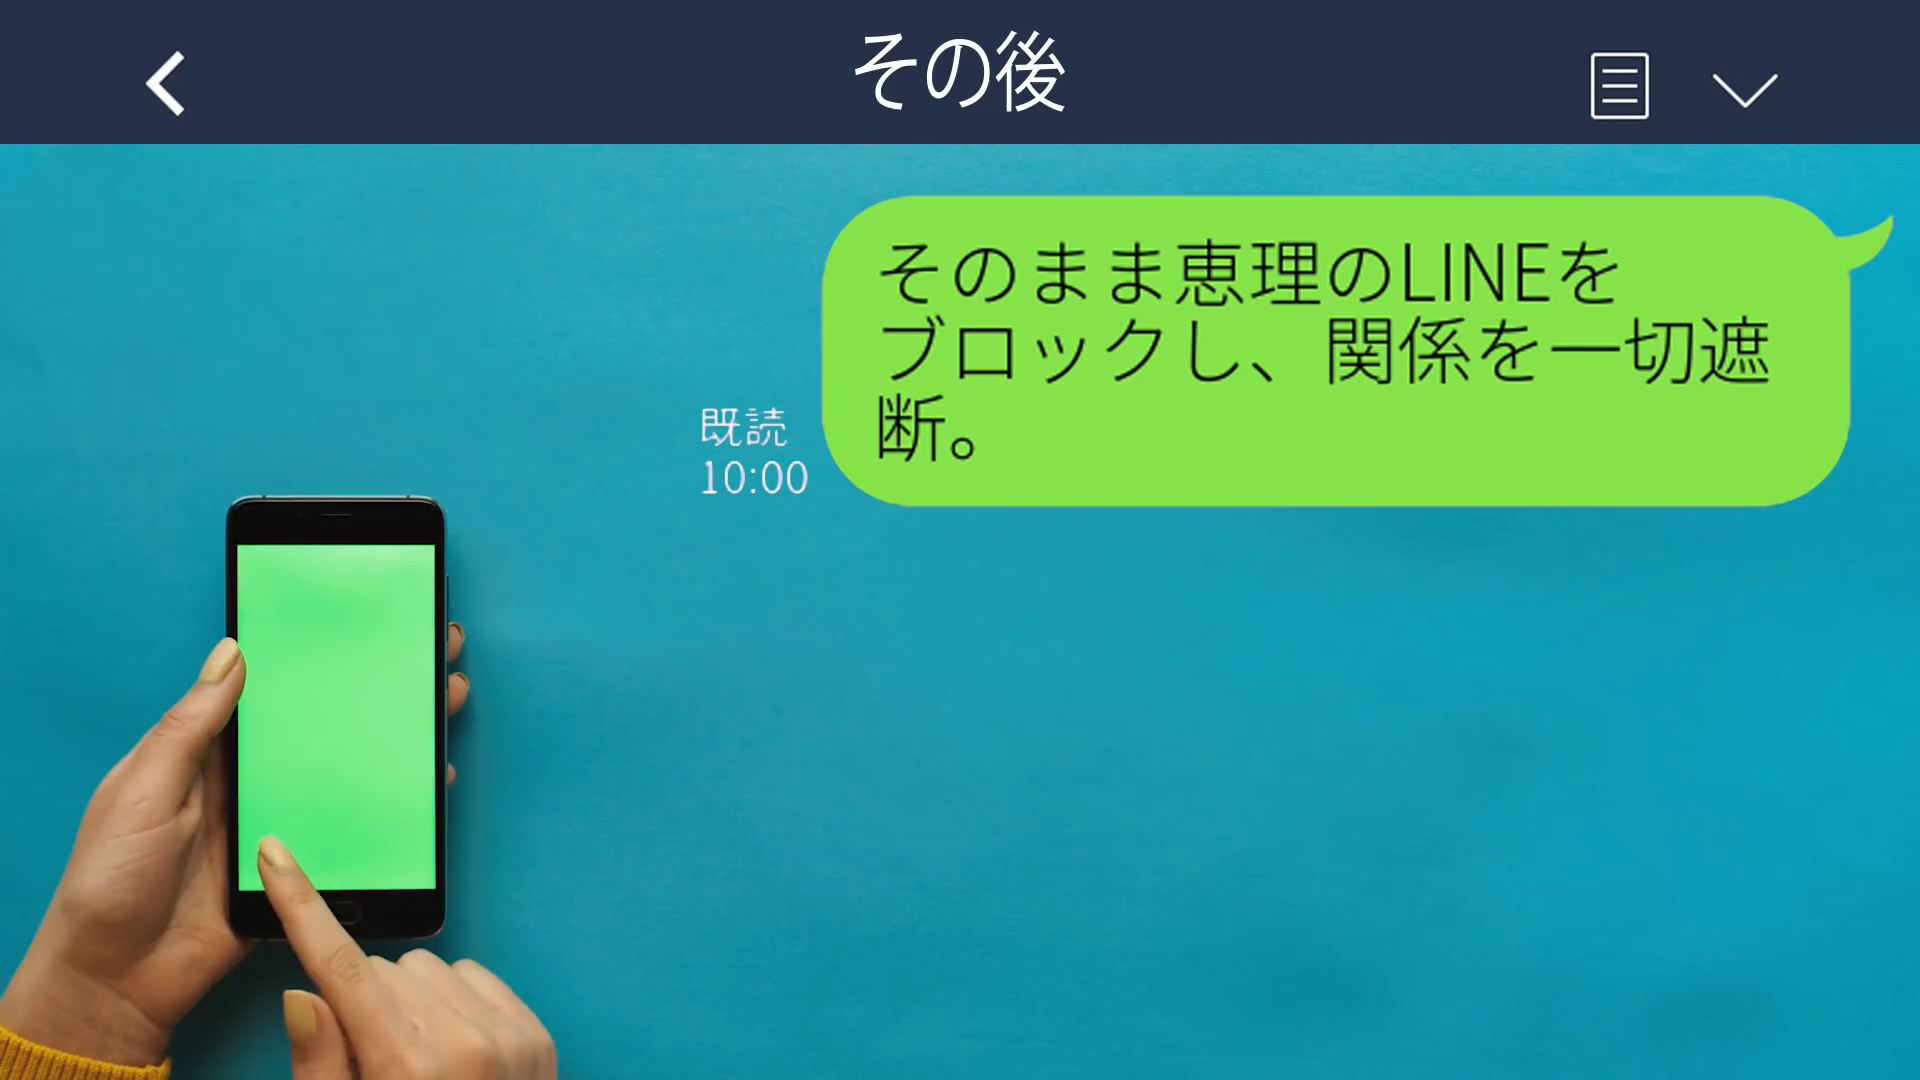 その後
そのまま恵理のLINEを
ブロックし、関係を一切遮
断。
既読
10:00